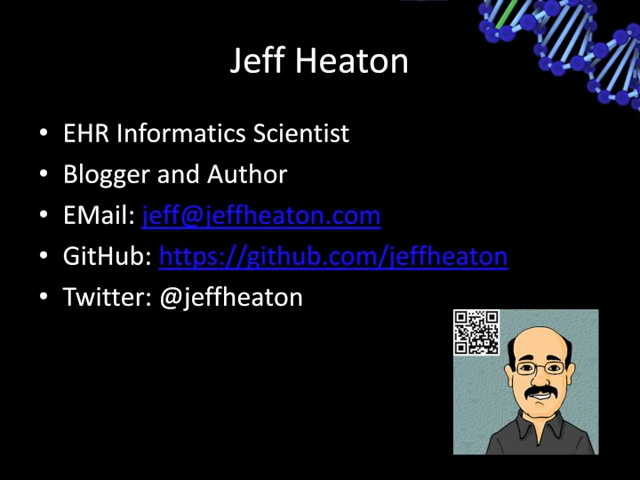 Jeff Heaton
• EHR Informatics Scientist
• Blogger and Author
• EMail: jeff@jeffheaton.com
• GitHub: https://github.com/jeffheaton
• Twitter: @jeffheaton